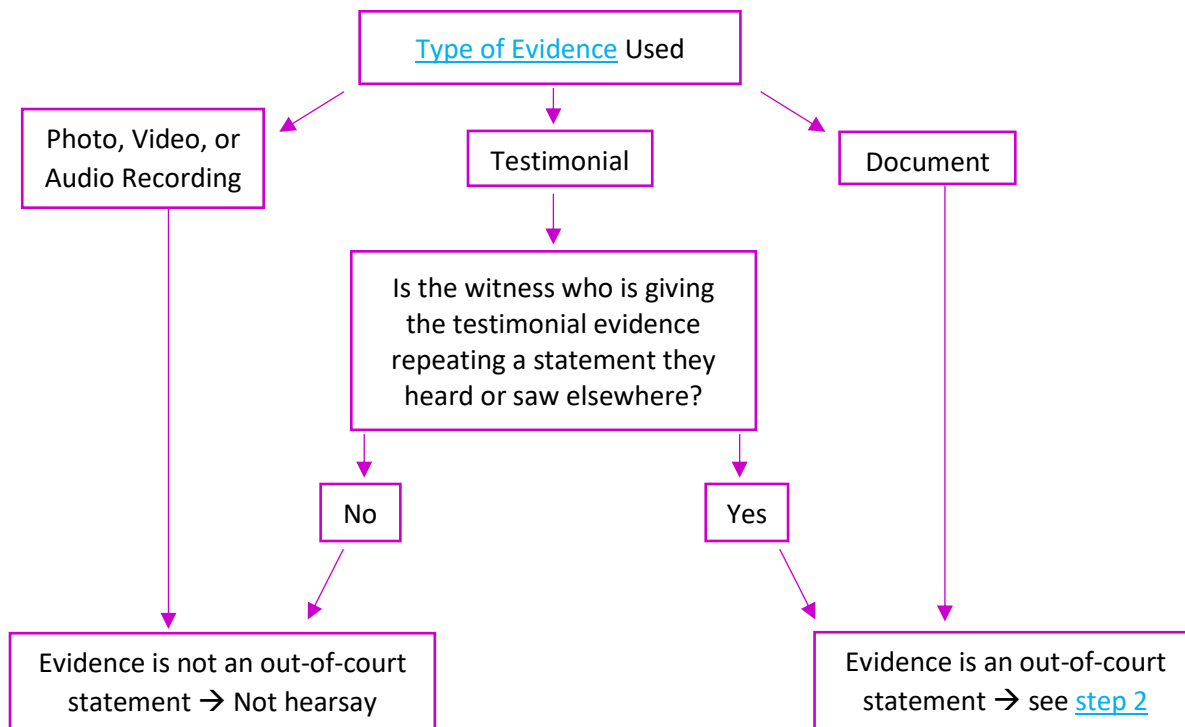 Type of Evidence Used
Photo, Video, or
Audio Recording
Testimonial
Document
Is the witness who is giving
the testimonial evidence
repeating a statement they
heard or saw elsewhere?
No
Yes
Evidence is not an out-of-court
statement → Not hearsay
Evidence is an out-of-court
statement → see step 2